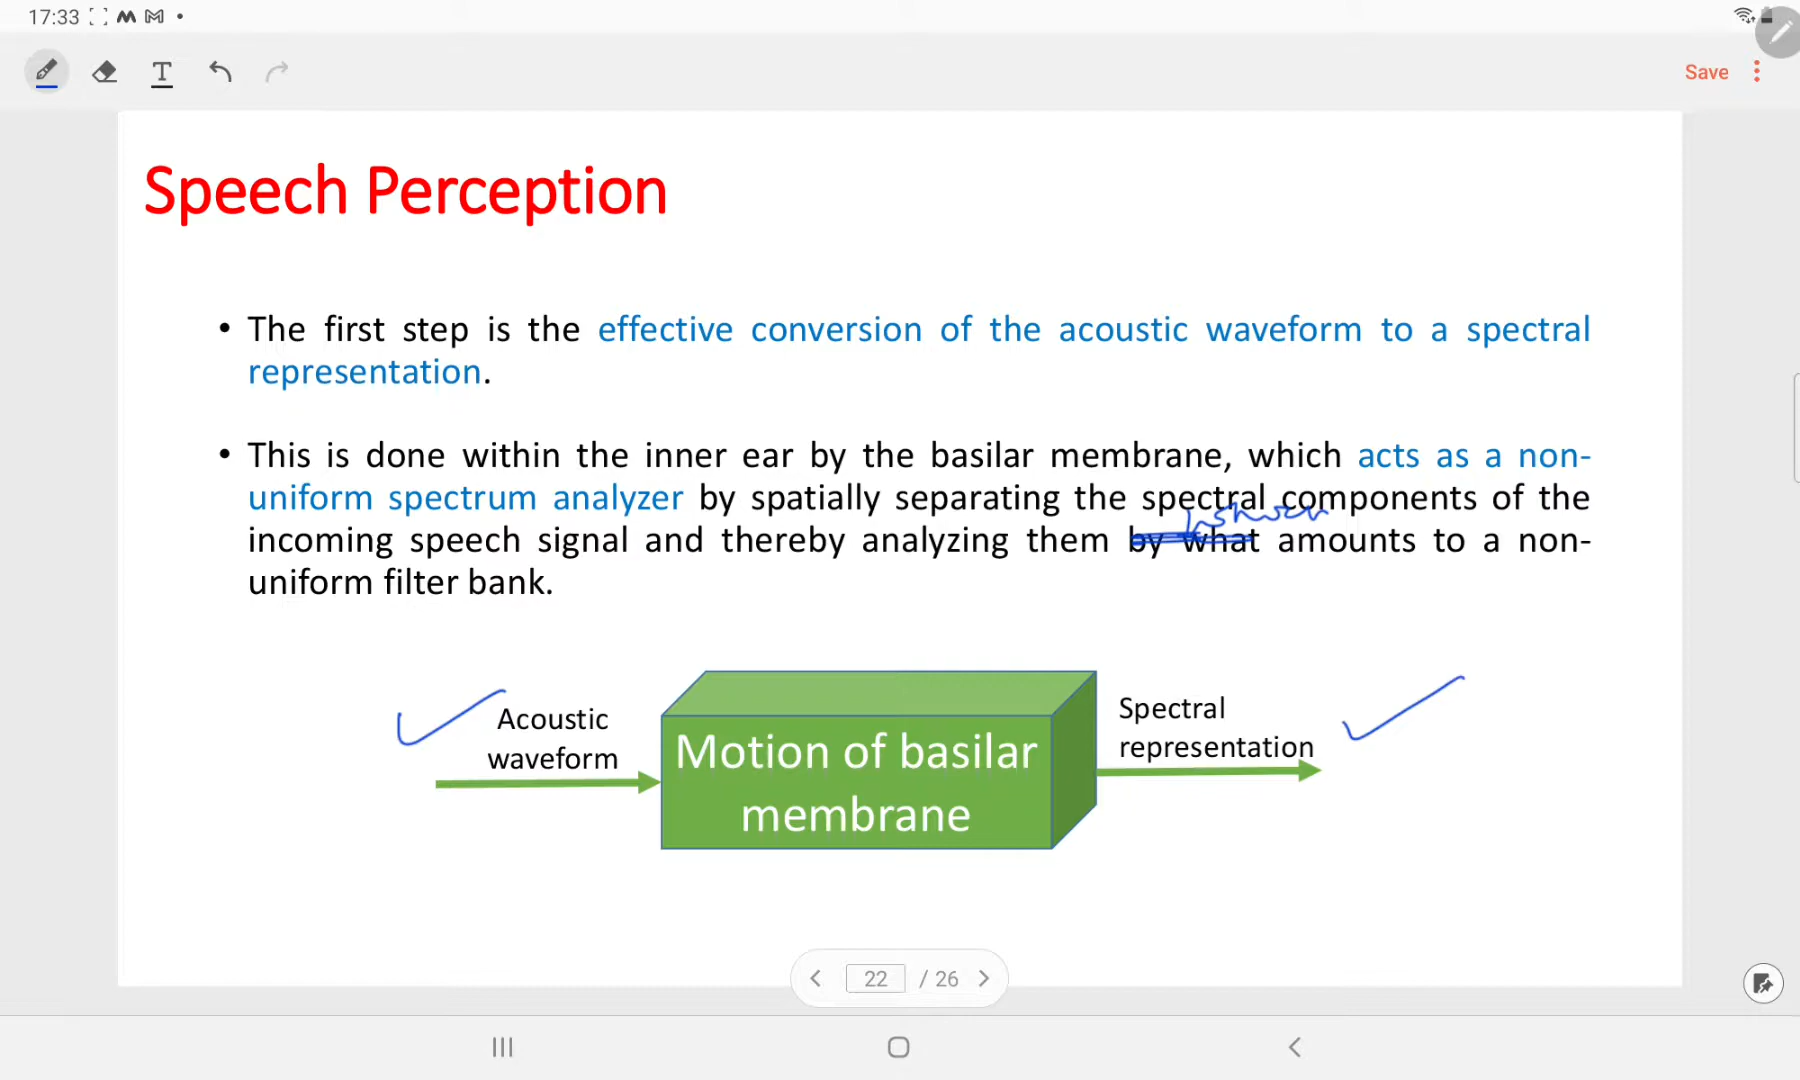 17:33
Save
Speech Perception
• The first step is the effective conversion of the acoustic waveform to a spectral
representation.
• This is done within the inner ear by the basilar membrane, which acts as a non-
uniform spectrum analyzer by spatially separating the spectral components of the
incoming speech signal and thereby analyzing them by what amounts to a non-
uniform filter bank.
Acoustic
waveform
Motion of basilar
membrane
Spectral
representation
22 / 26